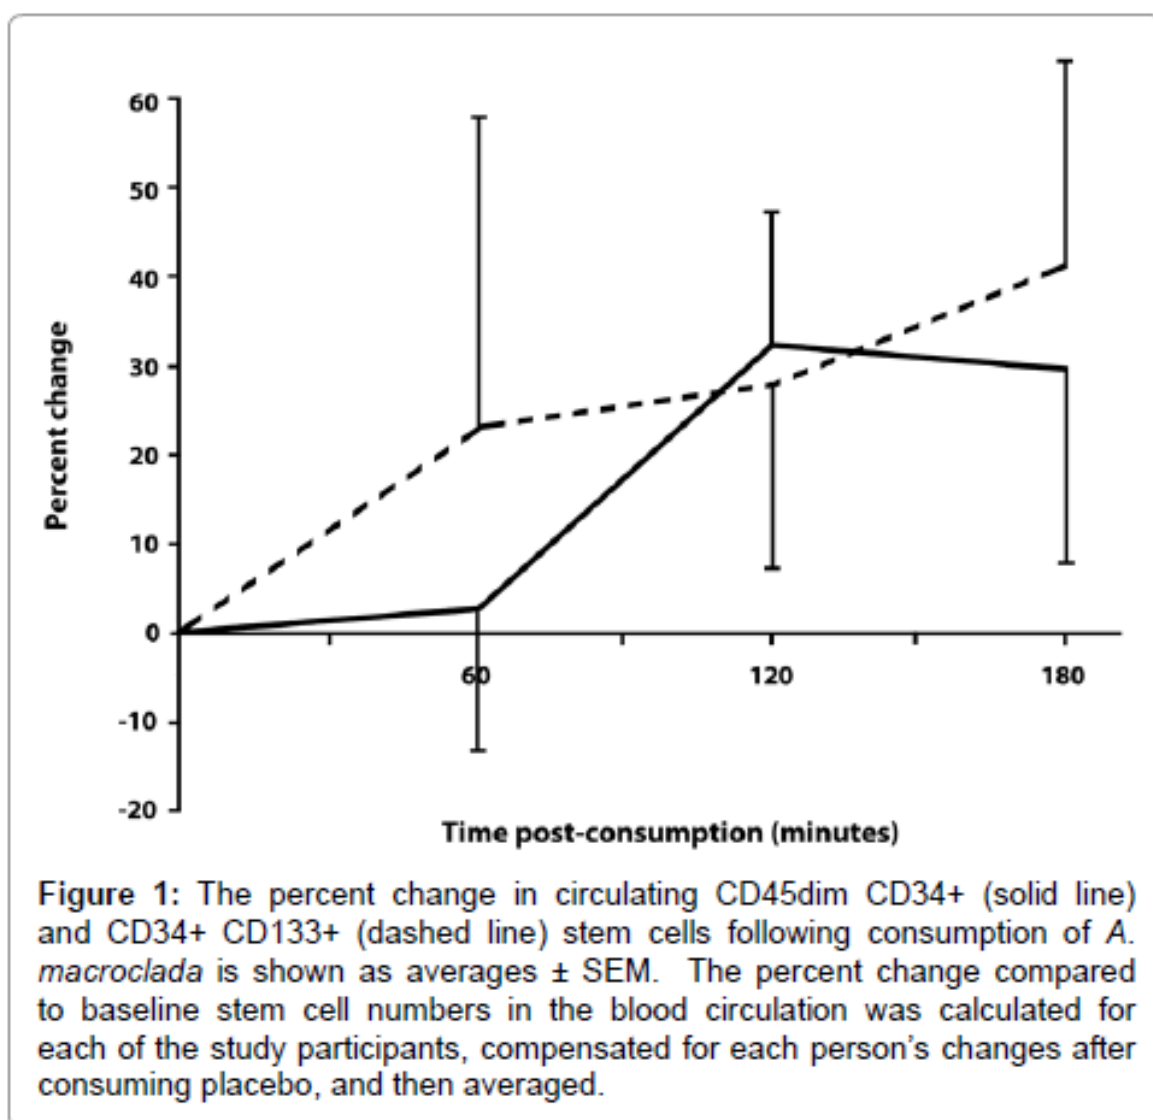 60
50
40
30
20
10
0
-10
-20
Percent change
60
120
180
Time post-consumption (minutes)
Figure 1: The percent change in circulating CD45dim CD34+ (solid line)
and CD34+ CD133+ (dashed line) stem cells following consumption of A.
macroclada is shown as averages ± SEM. The percent change compared
to baseline stem cell numbers in the blood circulation was calculated for
each of the study participants, compensated for each person's changes after
consuming placebo, and then averaged.